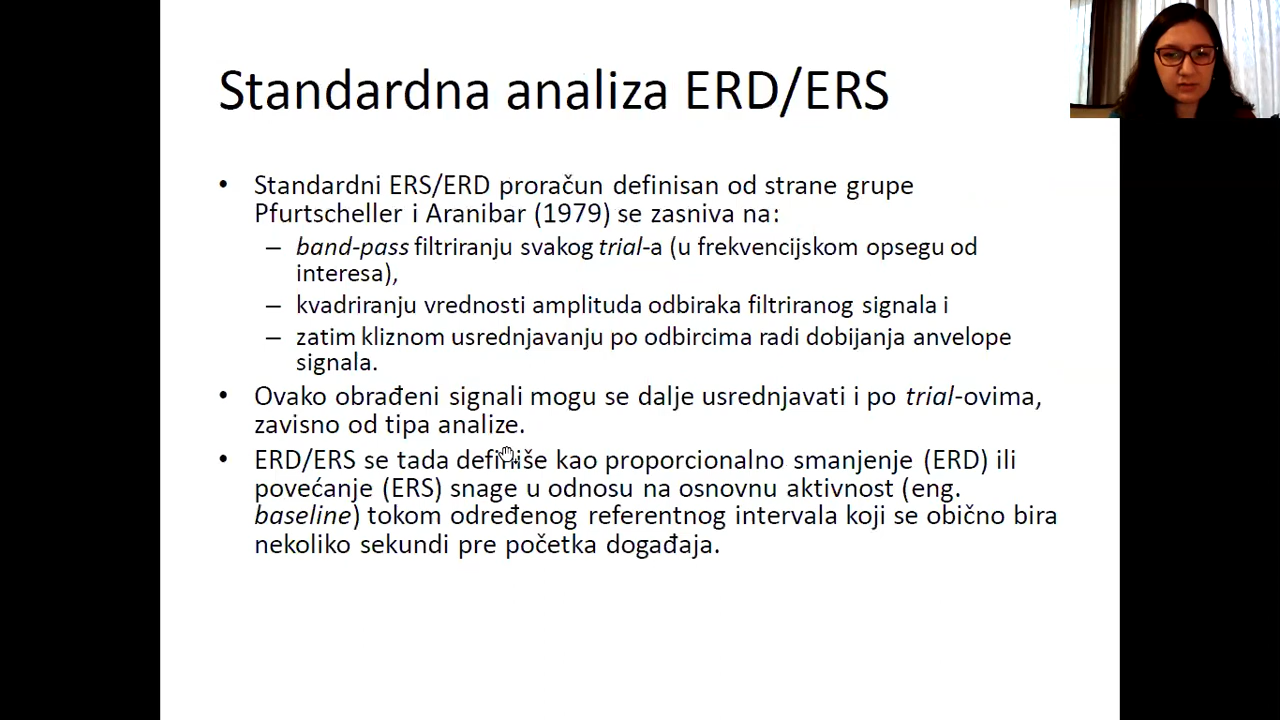 Standardna analiza ERD/ERS
• Standardni ERS/ERD proračun definisan od strane grupe
Pfurtscheller i Aranibar (1979) se zasniva na:
– band-pass filtriranju svakog trial-a (u frekvencijskom opsegu od
interesa),
– kvadriranju vrednosti amplituda odbiraka filtriranog signala i
– zatim kliznom usrednjavanju po odbircima radi dobijanja anvelope
signala.
• Ovako obrađeni signali mogu se dalje usrednjavati i po trial-ovima,
zavisno od tipa analize.
• ERD/ERS se tada definiše kao proporcionalno smanjenje (ERD) ili
povećanje (ERS) snage u odnosu na osnovnu aktivnost (eng.
baseline) tokom određenog referentnog intervala koji se obično bira
nekoliko sekundi pre početka događaja.